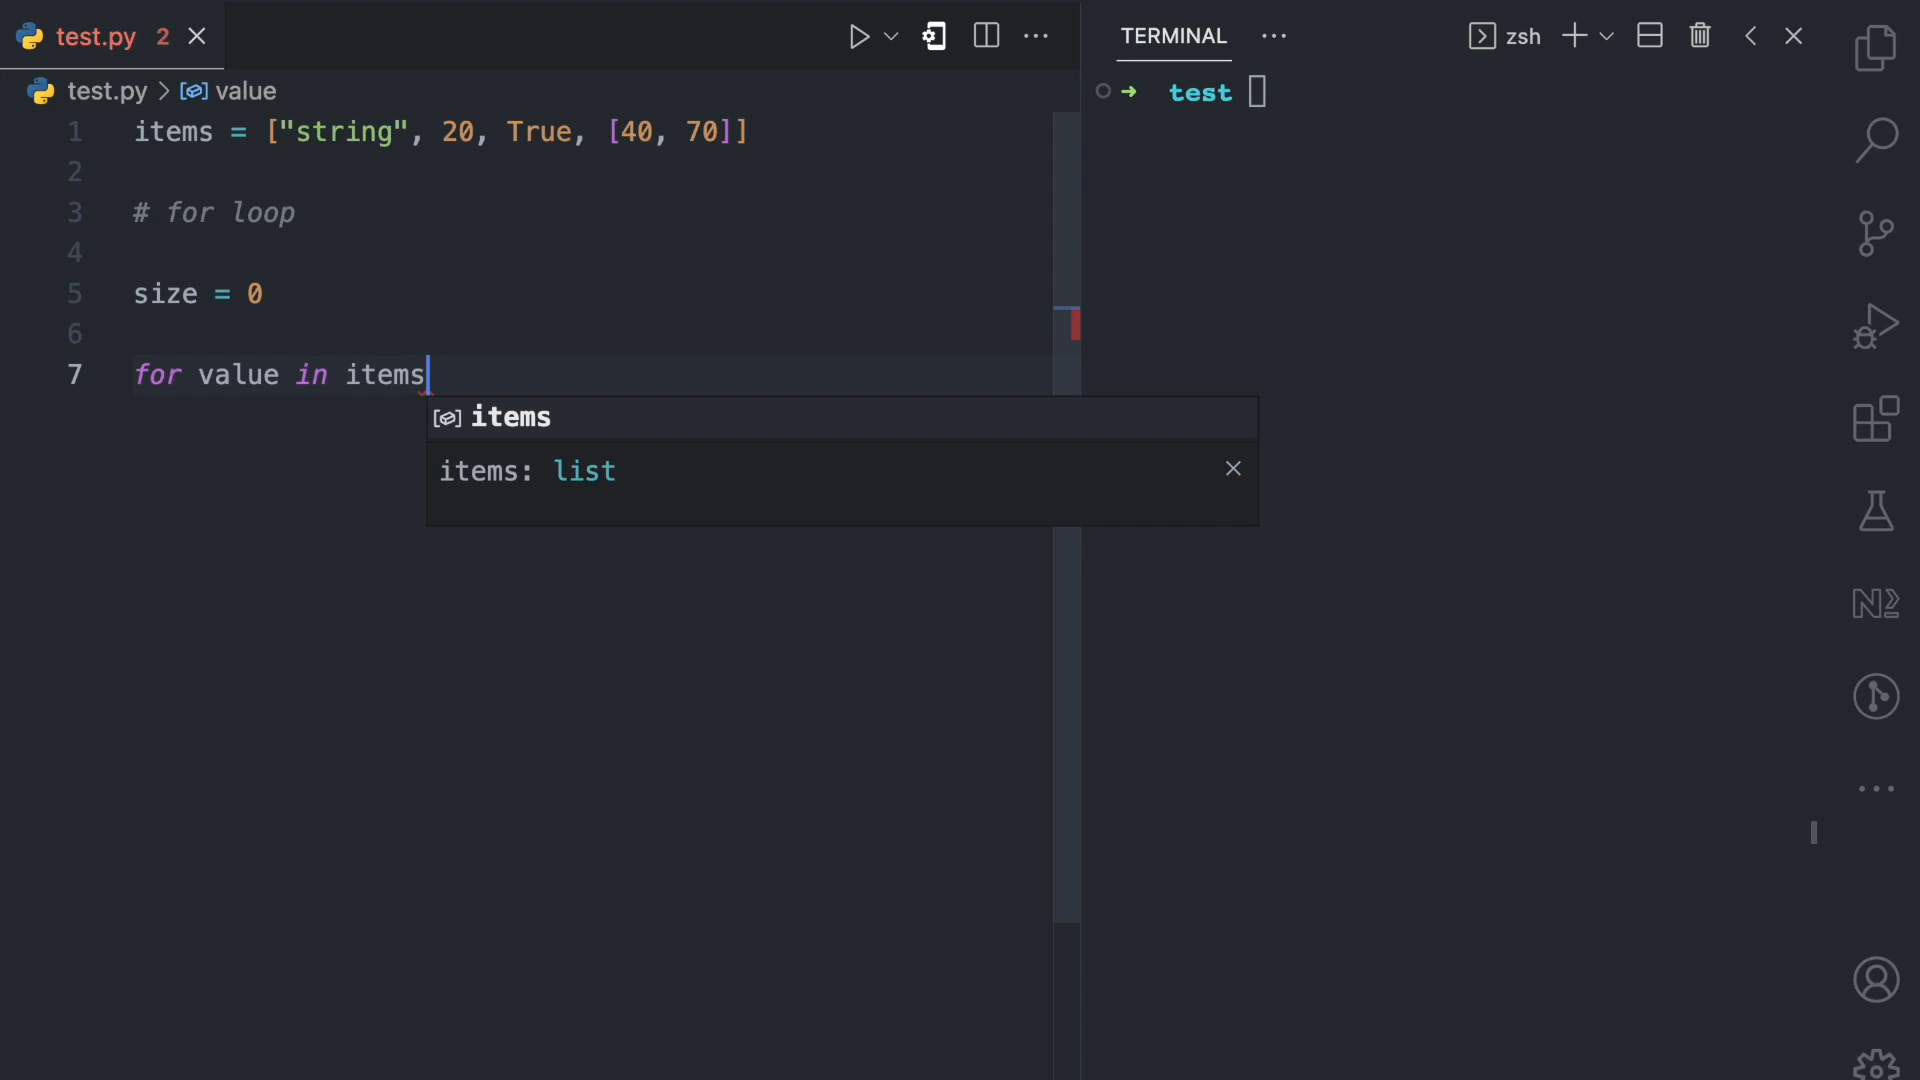 test.py 2
TERMINAL
zsh
test.py > value
test
1 items = ["string", 20, True, [40, 70]]
2
3 # for loop
4
5 size = 0
6
7 for value in items
items
items: list